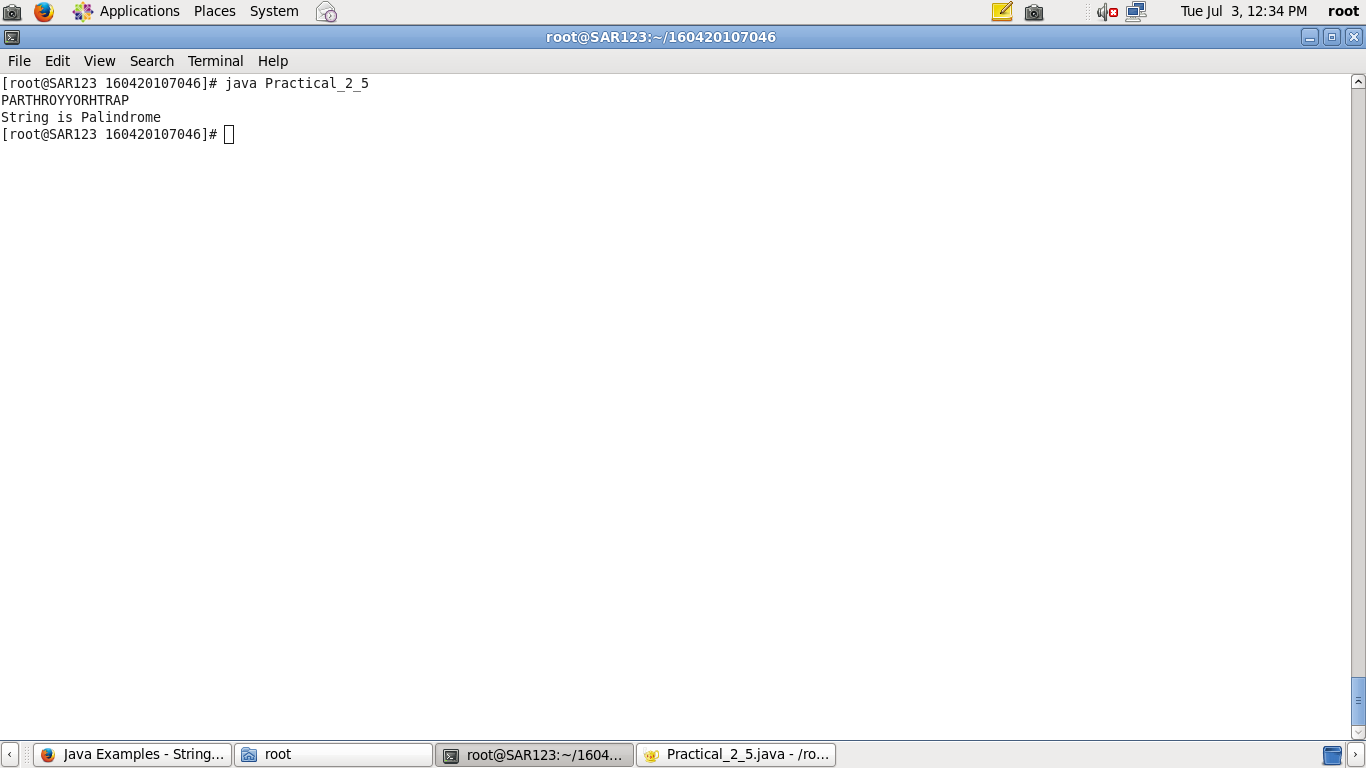 Applications Places System Tue Jul 3, 12:34 PM root
root@SAR123:~/160420107046
File Edit View Search Terminal Help
[root@SAR123 160420107046]# java Practical_2_5
PARTHROYYORHTRAP
String is Palindrome
[root@SAR123 160420107046]#
Java Examples - String... root root@SAR123:~/1604... Practical_2_5.java - /ro...